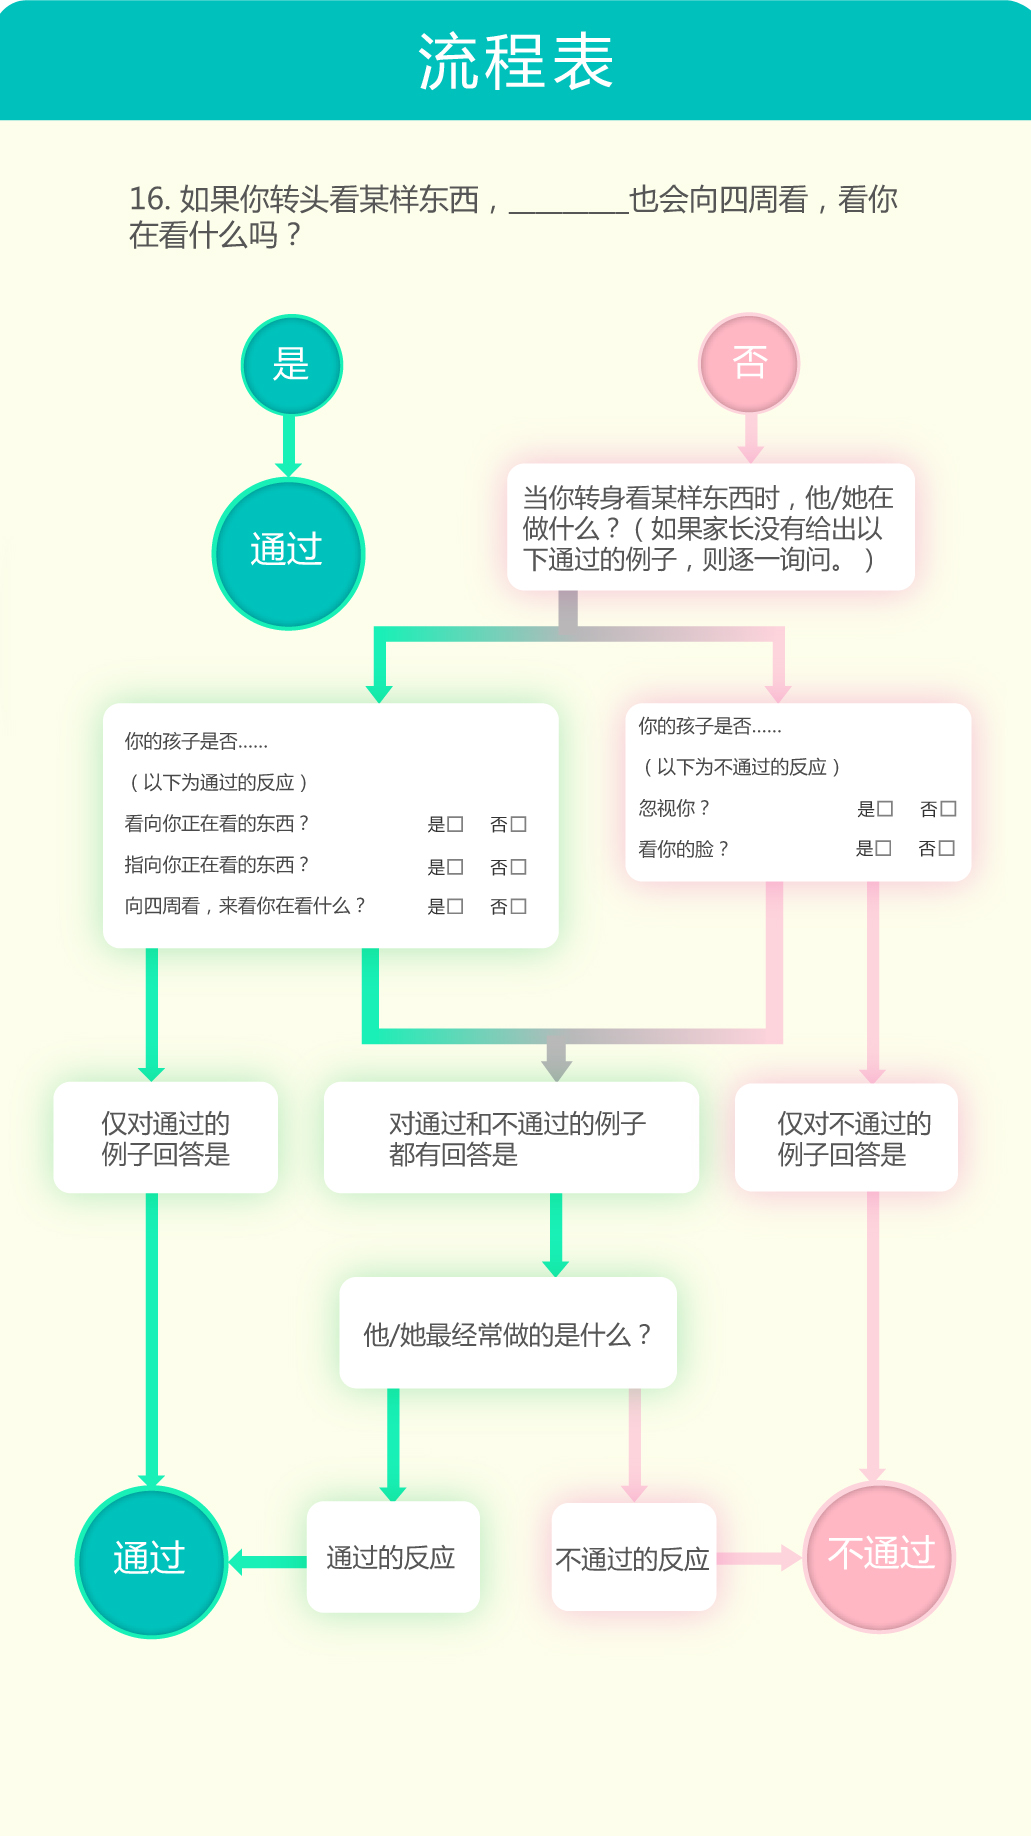 流程表
16. 如果你转头看某样东西，________也会向四周看，看你
在看什么吗？
是
否
通过
当你转身看某样东西时，他/她在
做什么？（如果家长没有给出以
下通过的例子，则逐一询问。）
你的孩子是否......
（以下为通过的反应）
看向你正在看的东西？ 是□ 否□
指向你正在看的东西？ 是□ 否□
向四周看，来看你在看什么？ 是□ 否□
你的孩子是否......
（以下为不通过的反应）
忽视你？ 是□ 否□
看你的脸？ 是□ 否□
仅对通过的
例子回答是
对通过和不通过的例子
都有回答是
仅对不通过的
例子回答是
他/她最经常做的是什么？
通过
通过的反应
不通过的反应
不通过